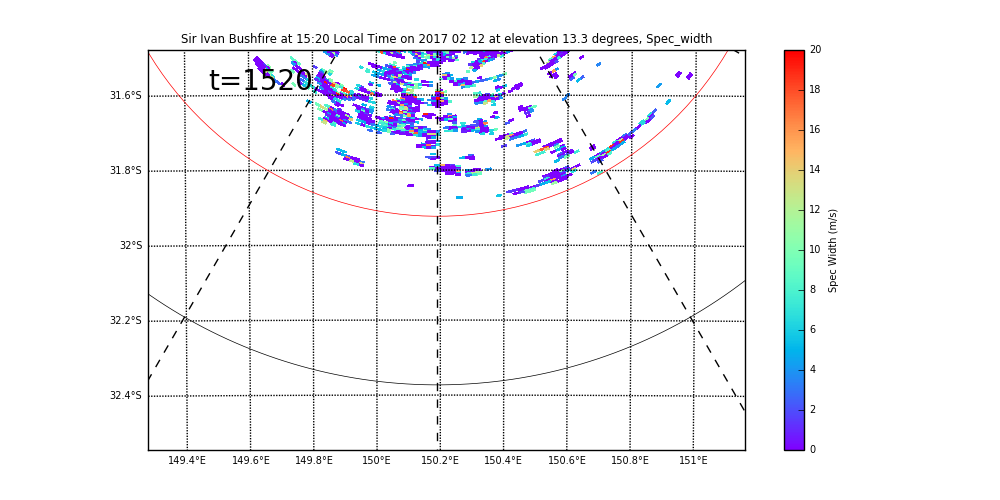 Sir Ivan Bushfire at 15:20 Local Time on 2017 02 12 at elevation 13.3 degrees, Spec_width
t=1520
31.6°S
31.8°S
32°S
32.2°S
32.4°S
149.4°E 149.6°E 149.8°E 150°E 150.2°E 150.4°E 150.6°E 150.8°E 151°E
20
18
16
14
12
10
8
6
4
2
0
Spec Width (m/s)